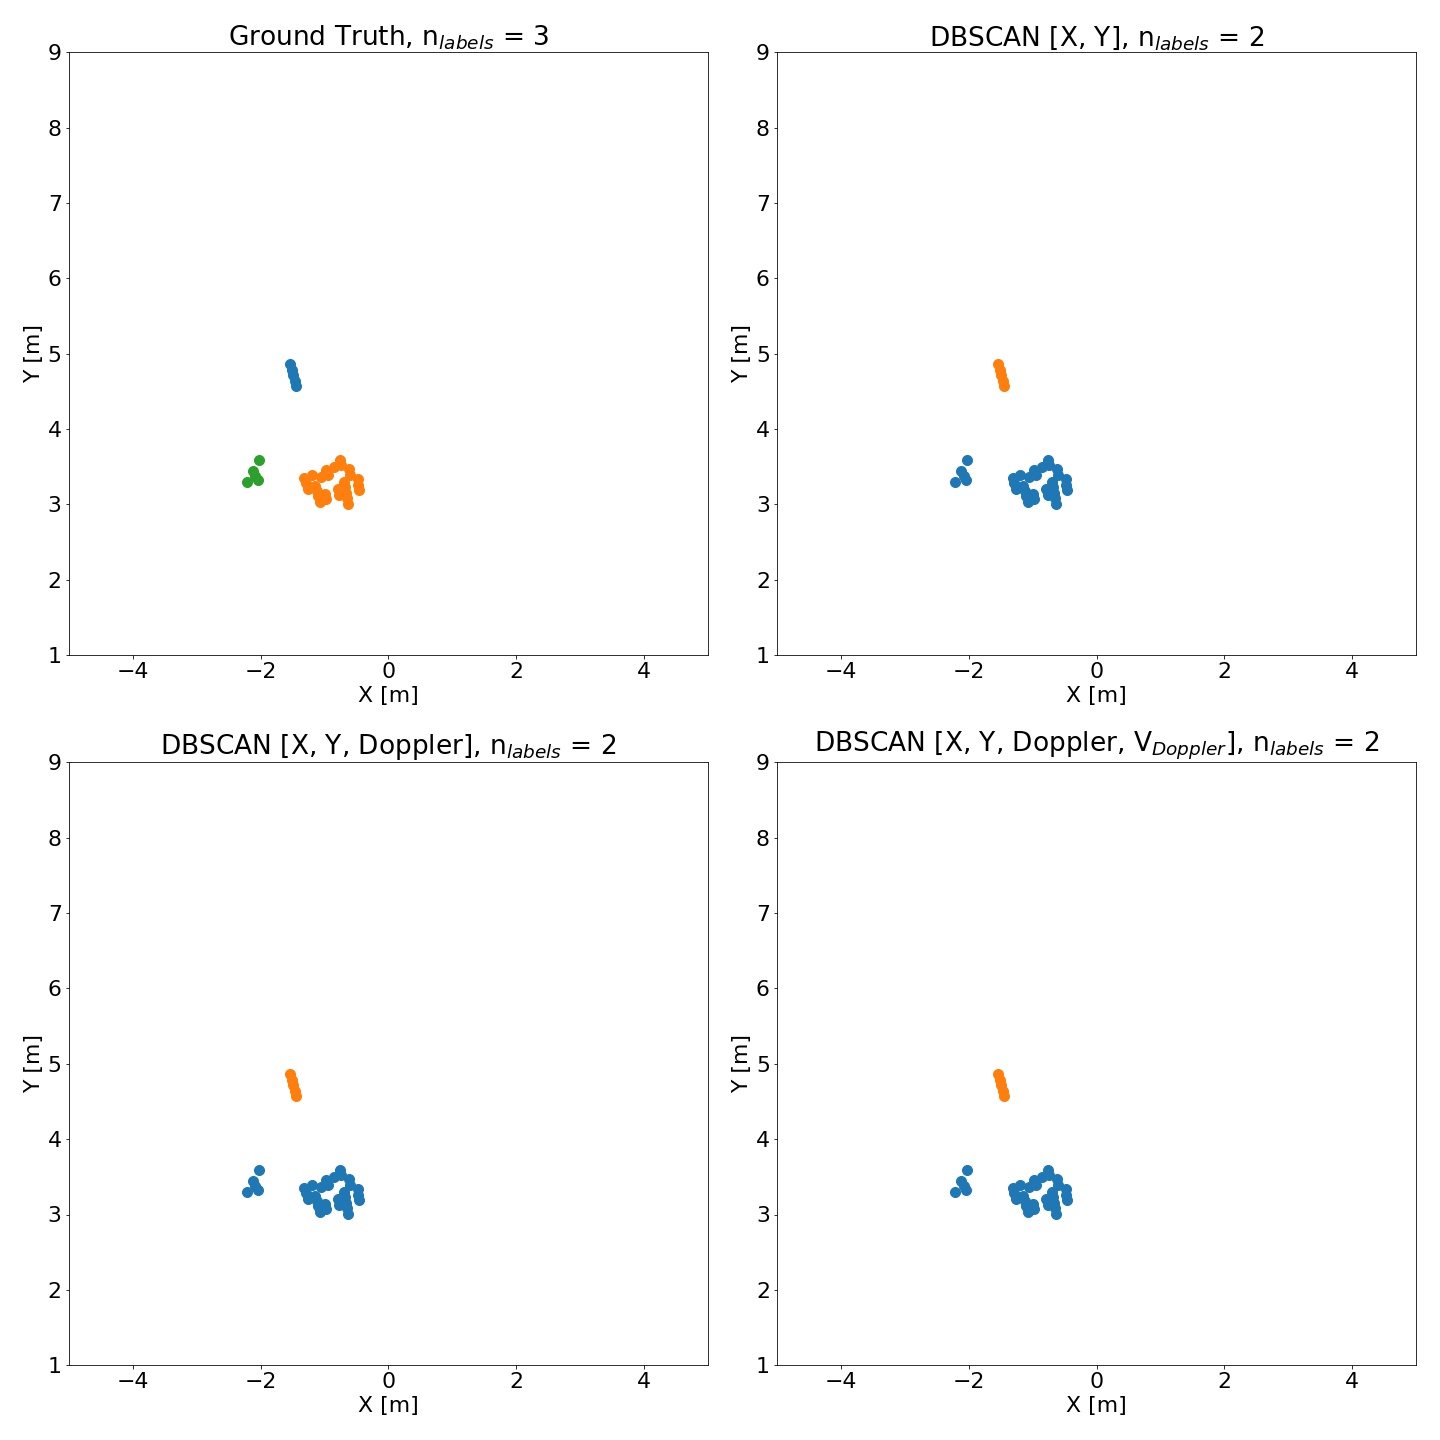 Ground Truth, n_labels = 3
9
8
7
6
5
4
3
2
1
Y [m]
−4 −2 0 2 4
X [m]
DBSCAN [X, Y], n_labels = 2
9
8
7
6
5
4
3
2
1
Y [m]
−4 −2 0 2 4
X [m]
DBSCAN [X, Y, Doppler], n_labels = 2
9
8
7
6
5
4
3
2
1
Y [m]
−4 −2 0 2 4
X [m]
DBSCAN [X, Y, Doppler, V_Doppler], n_labels = 2
9
8
7
6
5
4
3
2
1
Y [m]
−4 −2 0 2 4
X [m]